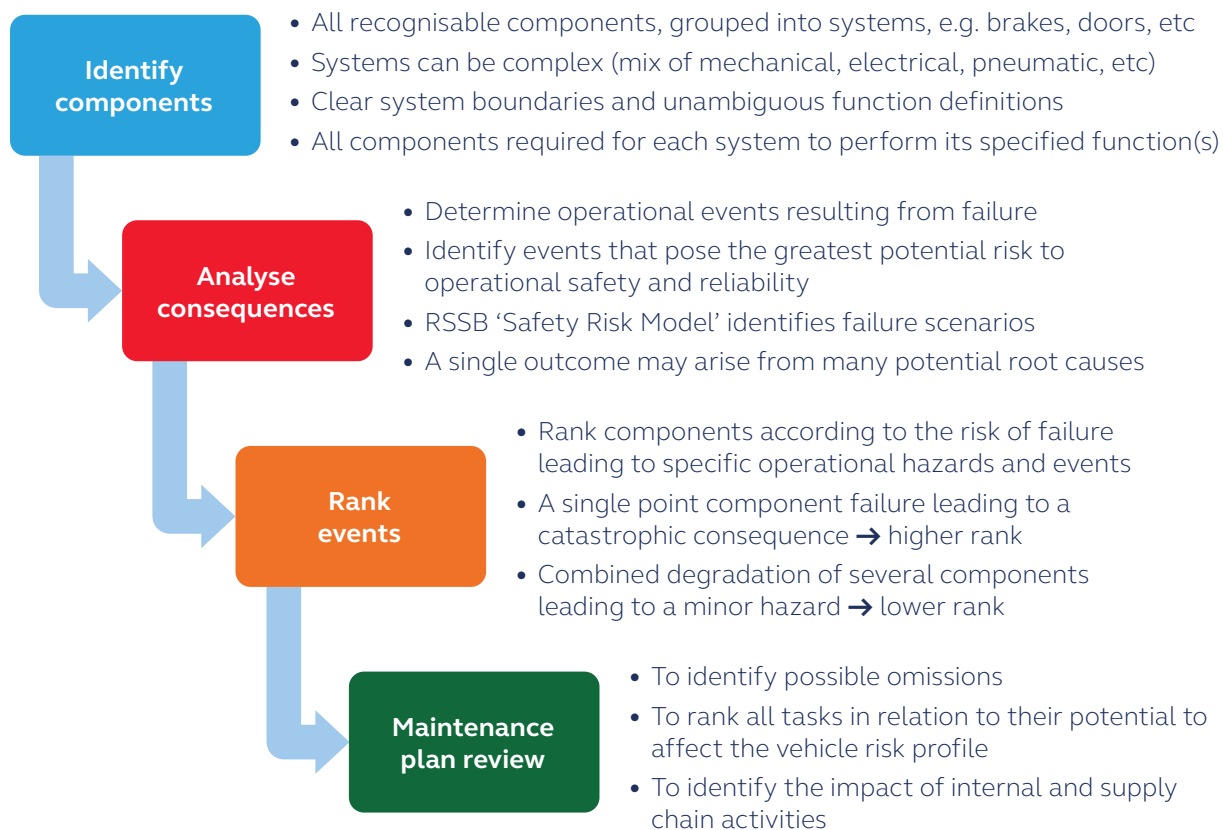 Identify
components
• All recognisable components, grouped into systems, e.g. brakes, doors, etc
• Systems can be complex (mix of mechanical, electrical, pneumatic, etc)
• Clear system boundaries and unambiguous function definitions
• All components required for each system to perform its specified function(s)
Analyse
consequences
• Determine operational events resulting from failure
• Identify events that pose the greatest potential risk to
operational safety and reliability
• RSSB ‘Safety Risk Model’ identifies failure scenarios
• A single outcome may arise from many potential root causes
Rank
events
• Rank components according to the risk of failure
leading to specific operational hazards and events
• A single point component failure leading to a
catastrophic consequence → higher rank
• Combined degradation of several components
leading to a minor hazard → lower rank
Maintenance
plan review
• To identify possible omissions
• To rank all tasks in relation to their potential to
affect the vehicle risk profile
• To identify the impact of internal and supply
chain activities